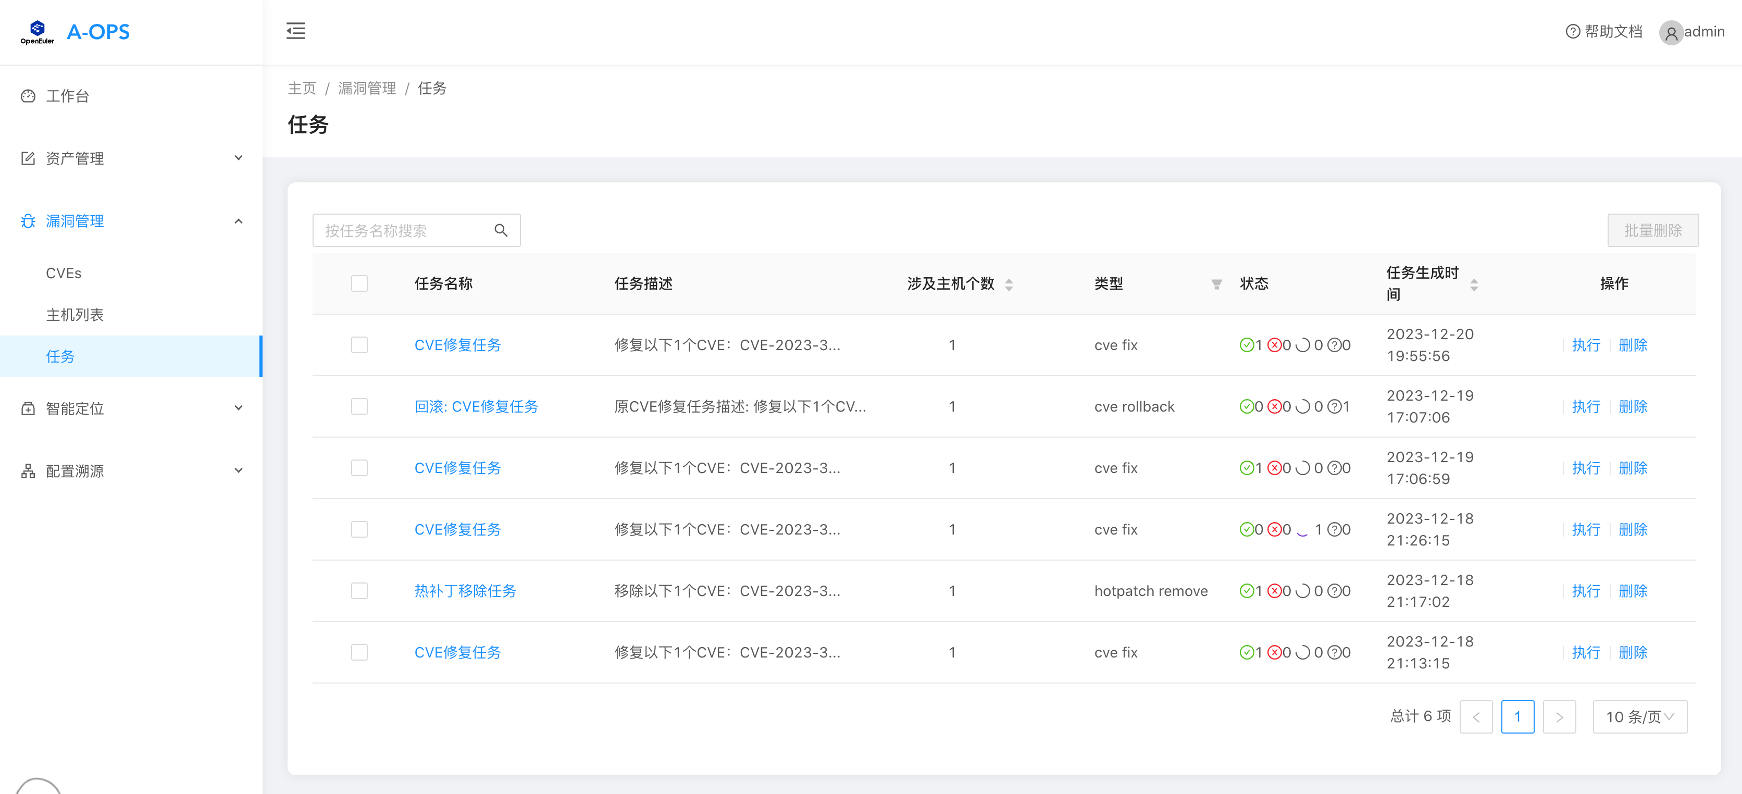 OpenEuler
A-OPS
帮助文档
admin
工作台
资产管理
漏洞管理
CVEs
主机列表
任务
智能定位
配置溯源
主页 / 漏洞管理 / 任务
任务
按任务名称搜索
批量删除
任务名称 任务描述 涉及主机个数 类型 状态 任务生成时间 操作
CVE修复任务 修复以下1个CVE：CVE-2023-3... 1 cve fix 1 0 0 0 2023-12-20 19:55:56 执行 删除
回滚: CVE修复任务 原CVE修复任务描述: 修复以下1个CV... 1 cve rollback 0 0 0 1 2023-12-19 17:07:06 执行 删除
CVE修复任务 修复以下1个CVE：CVE-2023-3... 1 cve fix 1 0 0 0 2023-12-19 17:06:59 执行 删除
CVE修复任务 修复以下1个CVE：CVE-2023-3... 1 cve fix 0 0 1 0 2023-12-18 21:26:15 执行 删除
热补丁移除任务 移除以下1个CVE：CVE-2023-3... 1 hotpatch remove 1 0 0 0 2023-12-18 21:17:02 执行 删除
CVE修复任务 修复以下1个CVE：CVE-2023-3... 1 cve fix 1 0 0 0 2023-12-18 21:13:15 执行 删除
总计 6 项 < 1 > 10 条/页